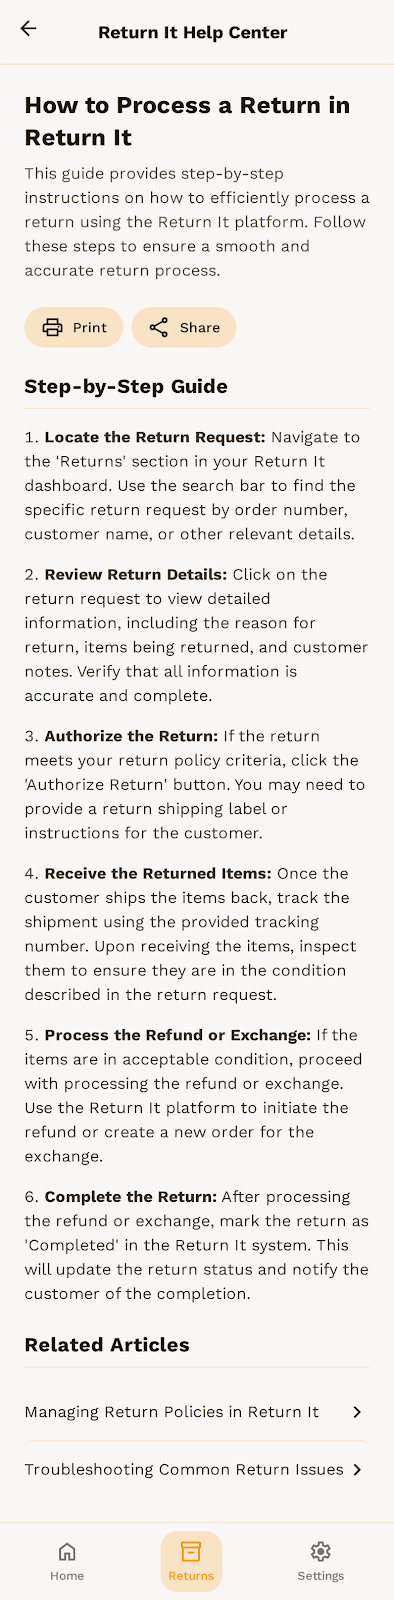 Return It Help Center
How to Process a Return in
Return It
This guide provides step-by-step
instructions on how to efficiently process a
return using the Return It platform. Follow
these steps to ensure a smooth and
accurate return process.
Print
Share
Step-by-Step Guide
1. Locate the Return Request: Navigate to
the 'Returns' section in your Return It
dashboard. Use the search bar to find the
specific return request by order number,
customer name, or other relevant details.
2. Review Return Details: Click on the
return request to view detailed
information, including the reason for
return, items being returned, and customer
notes. Verify that all information is
accurate and complete.
3. Authorize the Return: If the return
meets your return policy criteria, click the
'Authorize Return' button. You may need to
provide a return shipping label or
instructions for the customer.
4. Receive the Returned Items: Once the
customer ships the items back, track the
shipment using the provided tracking
number. Upon receiving the items, inspect
them to ensure they are in the condition
described in the return request.
5. Process the Refund or Exchange: If the
items are in acceptable condition, proceed
with processing the refund or exchange.
Use the Return It platform to initiate the
refund or create a new order for the
exchange.
6. Complete the Return: After processing
the refund or exchange, mark the return as
'Completed' in the Return It system. This
will update the return status and notify the
customer of the completion.
Related Articles
Managing Return Policies in Return It
Troubleshooting Common Return Issues
Home
Returns
Settings